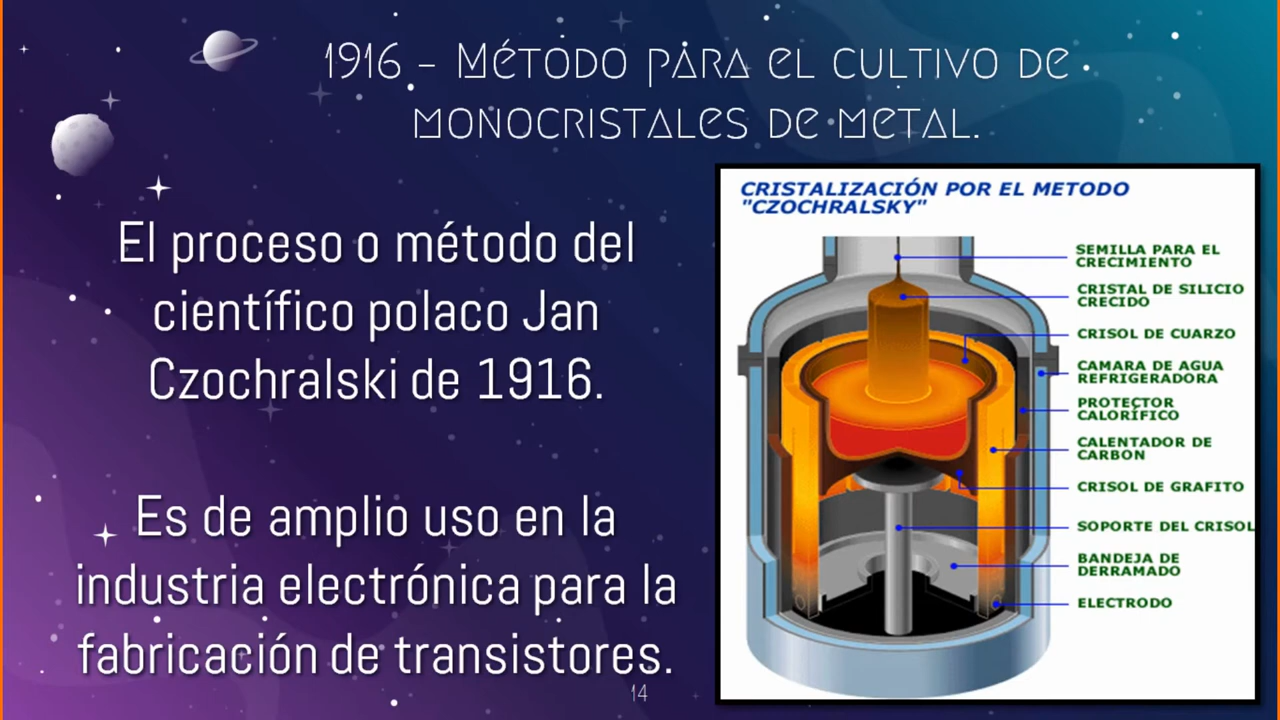 1916 – Método para el cultivo de
monocristales de metal.
El proceso o método del
científico polaco Jan
Czochralski de 1916.
Es de amplio uso en la
industria electrónica para la
fabricación de transistores.
14
CRISTALIZACIÓN POR EL METODO
"CZOCHRALSKY"
SEMILLA PARA EL
CRECIMIENTO
CRISTAL DE SILICIO
CRECIDO
CRISOL DE CUARZO
CAMARA DE AGUA
REFRIGERADORA
PROTECTOR
CALORÍFICO
CALENTADOR DE
CARBON
CRISOL DE GRAFITO
SOPORTE DEL CRISOL
BANDEJA DE
DERRAMADO
ELECTRODO